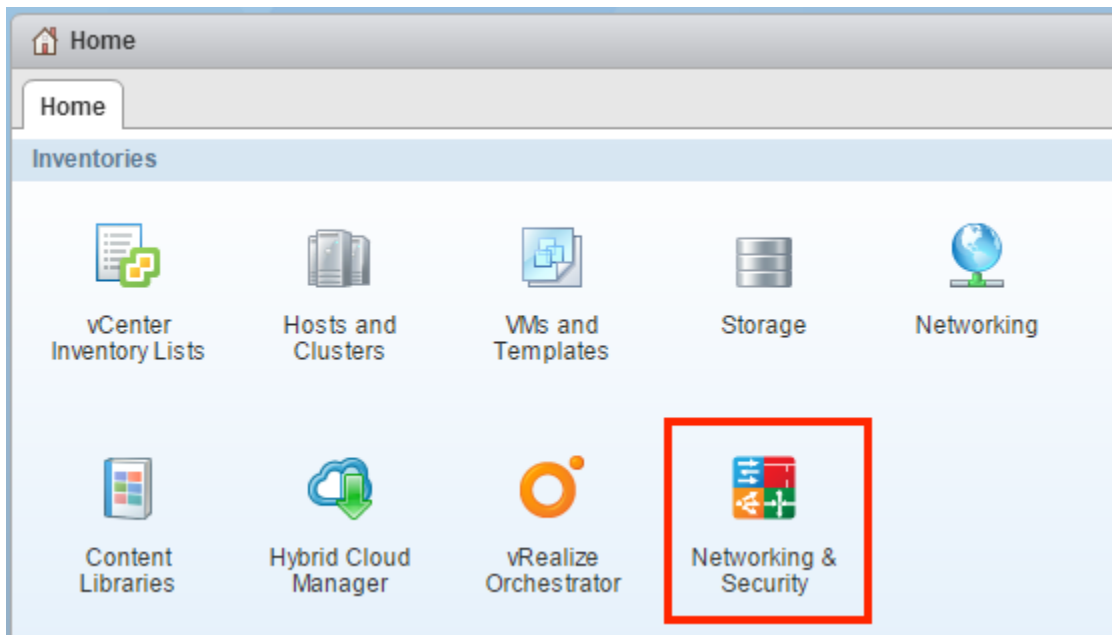 Home
Home
Inventories
vCenter
Inventory Lists
Hosts and
Clusters
VMs and
Templates
Storage
Networking
Content
Libraries
Hybrid Cloud
Manager
vRealize
Orchestrator
Networking &
Security